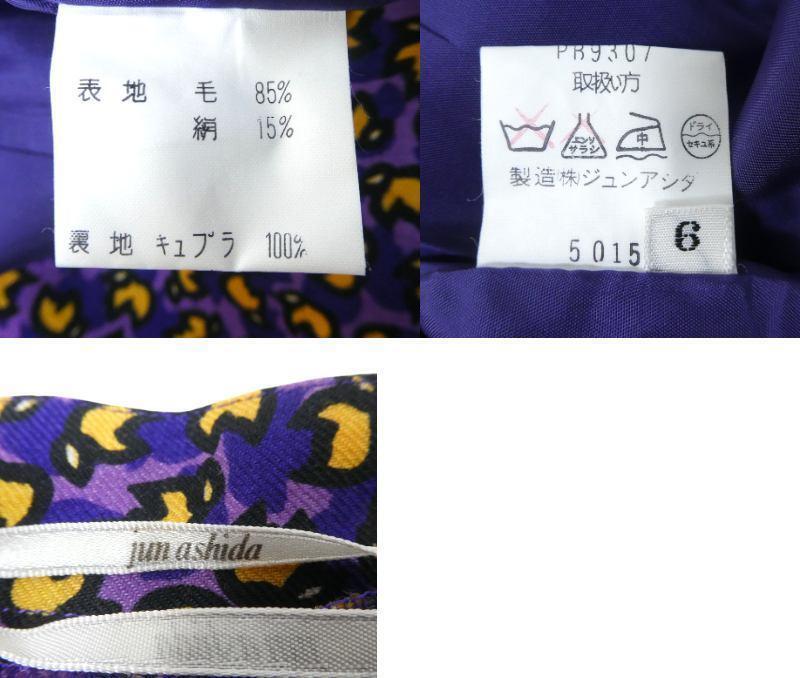 表地 毛 85%
絹 15%
裏地 キュプラ 100%
PR9307
取扱い方
エンソ
サラシ
中
ドライ
セキユ系
製造(株)ジュンアシダ
5015
6
jun ashida